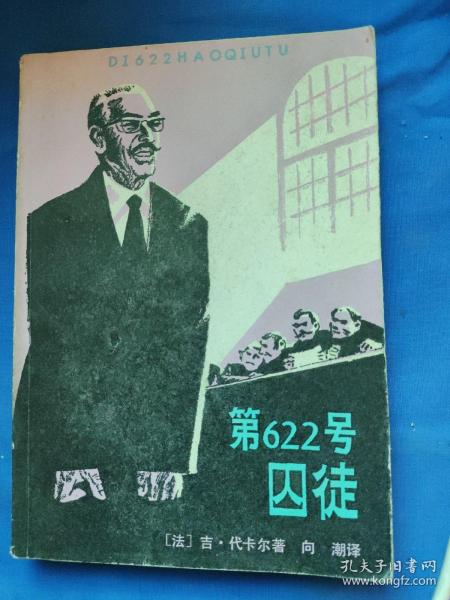 DI622HAOQIUTU
第622号
囚徒
［法］吉·代卡尔著 向 潮译
孔夫子旧书网
www.kongfz.com